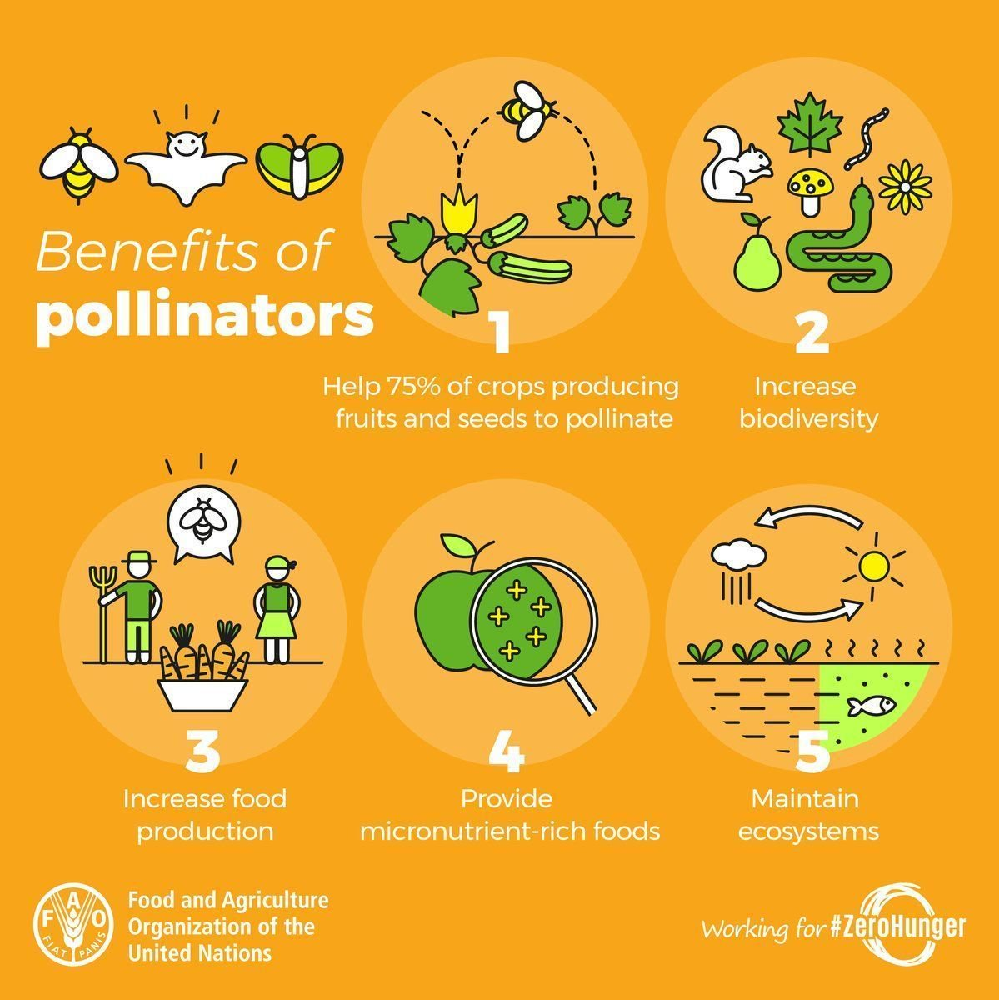 Benefits of
pollinators
1
Help 75% of crops producing
fruits and seeds to pollinate
2
Increase
biodiversity
3
Increase food
production
4
Provide
micronutrient-rich foods
5
Maintain
ecosystems
F A O
FIAT PANIS
Food and Agriculture
Organization of the
United Nations
Working for #ZeroHunger